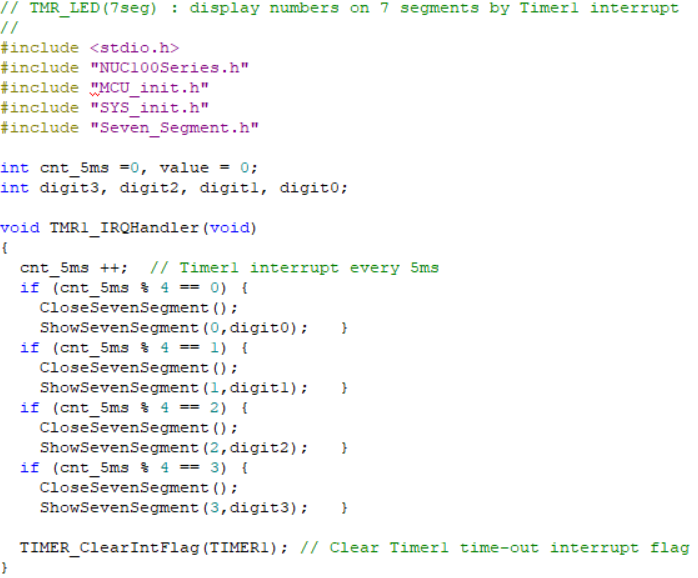 // TMR_LED(7seg) : display numbers on 7 segments by Timer1 interrupt
//
#include <stdio.h>
#include "NUC100Series.h"
#include "MCU_init.h"
#include "SYS_init.h"
#include "Seven_Segment.h"

int cnt_5ms =0, value = 0;
int digit3, digit2, digit1, digit0;

void TMR1_IRQHandler(void)
{
  cnt_5ms ++;  // Timer1 interrupt every 5ms
  if (cnt_5ms % 4 == 0) {
    CloseSevenSegment();
    ShowSevenSegment(0,digit0);   }
  if (cnt_5ms % 4 == 1) {
    CloseSevenSegment();
    ShowSevenSegment(1,digit1);   }
  if (cnt_5ms % 4 == 2) {
    CloseSevenSegment();
    ShowSevenSegment(2,digit2);   }
  if (cnt_5ms % 4 == 3) {
    CloseSevenSegment();
    ShowSevenSegment(3,digit3);   }

  TIMER_ClearIntFlag(TIMER1); // Clear Timer1 time-out interrupt flag
}